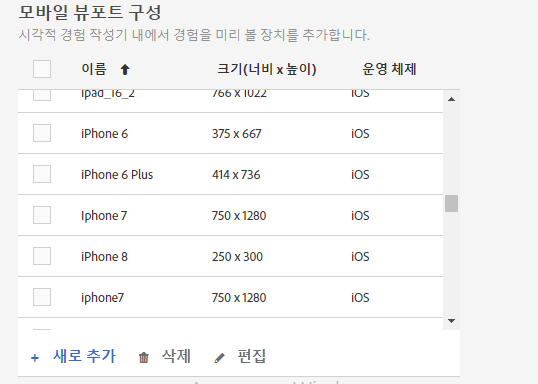 모바일 뷰포트 구성
시각적 경험 작성기 내에서 경험을 미리 볼 장치를 추가합니다.
이름 크기(너비 x 높이) 운영 체제
ipad_16_2 766 x 1022 iOS
iPhone 6 375 x 667 iOS
iPhone 6 Plus 414 x 736 iOS
Iphone 7 750 x 1280 iOS
iPhone 8 250 x 300 iOS
iphone7 750 x 1280 iOS
+ 새로 추가 삭제 편집